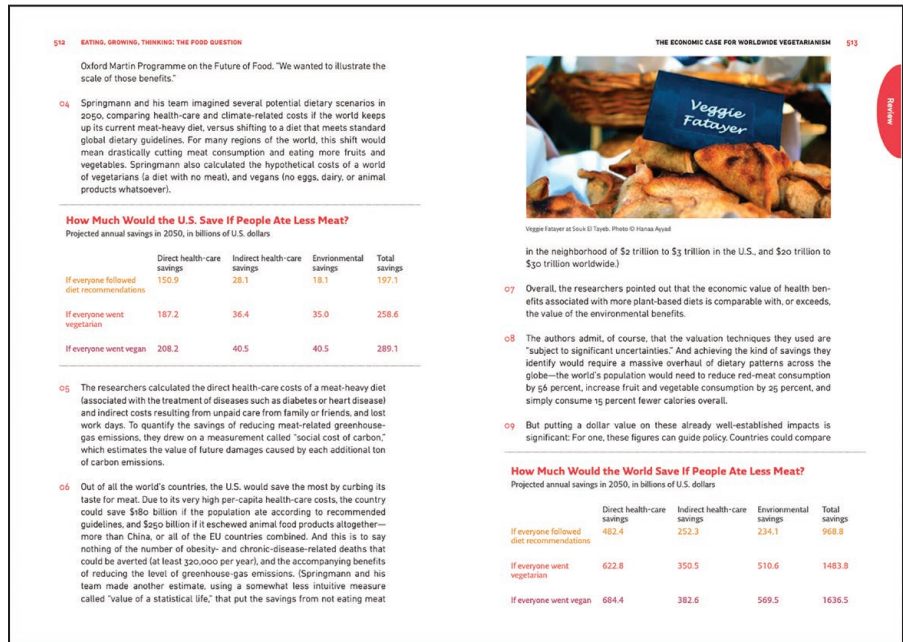 512 EATING, GROWING, THINKING: THE FOOD QUESTION
Oxford Martin Programme on the Future of Food. "We wanted to illustrate the
scale of those benefits."
04 Springmann and his team imagined several potential dietary scenarios in
2050, comparing health-care and climate-related costs if the world keeps
up its current meat-heavy diet, versus shifting to a diet that meets standard
global dietary guidelines. For many regions of the world, this shift would
mean drastically cutting meat consumption and eating more fruits and
vegetables. Springmann also calculated the hypothetical costs of a world
of vegetarians (a diet with no meat), and vegans (no eggs, dairy, or animal
products whatsoever).
How Much Would the U.S. Save If People Ate Less Meat?
Projected annual savings in 2050, in billions of U.S. dollars
Direct health-care savings Indirect health-care savings Envrionmental savings Total savings
If everyone followed diet recommendations 150.9 28.1 18.1 197.1
If everyone went vegetarian 187.2 36.4 35.0 258.6
If everyone went vegan 208.2 40.5 40.5 289.1
05 The researchers calculated the direct health-care costs of a meat-heavy diet
(associated with the treatment of diseases such as diabetes or heart disease)
and indirect costs resulting from unpaid care from family or friends, and lost
work days. To quantify the savings of reducing meat-related greenhouse-
gas emissions, they drew on a measurement called "social cost of carbon,"
which estimates the value of future damages caused by each additional ton
of carbon emissions.
06 Out of all the world's countries, the U.S. would save the most by curbing its
taste for meat. Due to its very high per-capita health-care costs, the country
could save $180 billion if the population ate according to recommended
guidelines, and $250 billion if it eschewed animal food products altogether—
more than China, or all of the EU countries combined. And this is to say
nothing of the number of obesity- and chronic-disease-related deaths that
could be averted (at least 320,000 per year), and the accompanying benefits
of reducing the level of greenhouse-gas emissions. (Springmann and his
team made another estimate, using a somewhat less intuitive measure
called "value of a statistical life," that put the savings from not eating meat
THE ECONOMIC CASE FOR WORLDWIDE VEGETARIANISM 513
Review
Veggie
Fatayer
Veggie Fatayer at Souk El Tayeb. Photo © Hanaa Ayyad
in the neighborhood of $2 trillion to $3 trillion in the U.S., and $20 trillion to
$30 trillion worldwide.)
07 Overall, the researchers pointed out that the economic value of health ben-
efits associated with more plant-based diets is comparable with, or exceeds,
the value of the environmental benefits.
08 The authors admit, of course, that the valuation techniques they used are
"subject to significant uncertainties." And achieving the kind of savings they
identify would require a massive overhaul of dietary patterns across the
globe—the world's population would need to reduce red-meat consumption
by 56 percent, increase fruit and vegetable consumption by 25 percent, and
simply consume 15 percent fewer calories overall.
09 But putting a dollar value on these already well-established impacts is
significant: For one, these figures can guide policy. Countries could compare
How Much Would the World Save If People Ate Less Meat?
Projected annual savings in 2050, in billions of U.S. dollars
Direct health-care savings Indirect health-care savings Envrionmental savings Total savings
If everyone followed diet recommendations 482.4 252.3 234.1 968.8
If everyone went vegetarian 622.8 350.5 510.6 1483.8
If everyone went vegan 684.4 382.6 569.5 1636.5